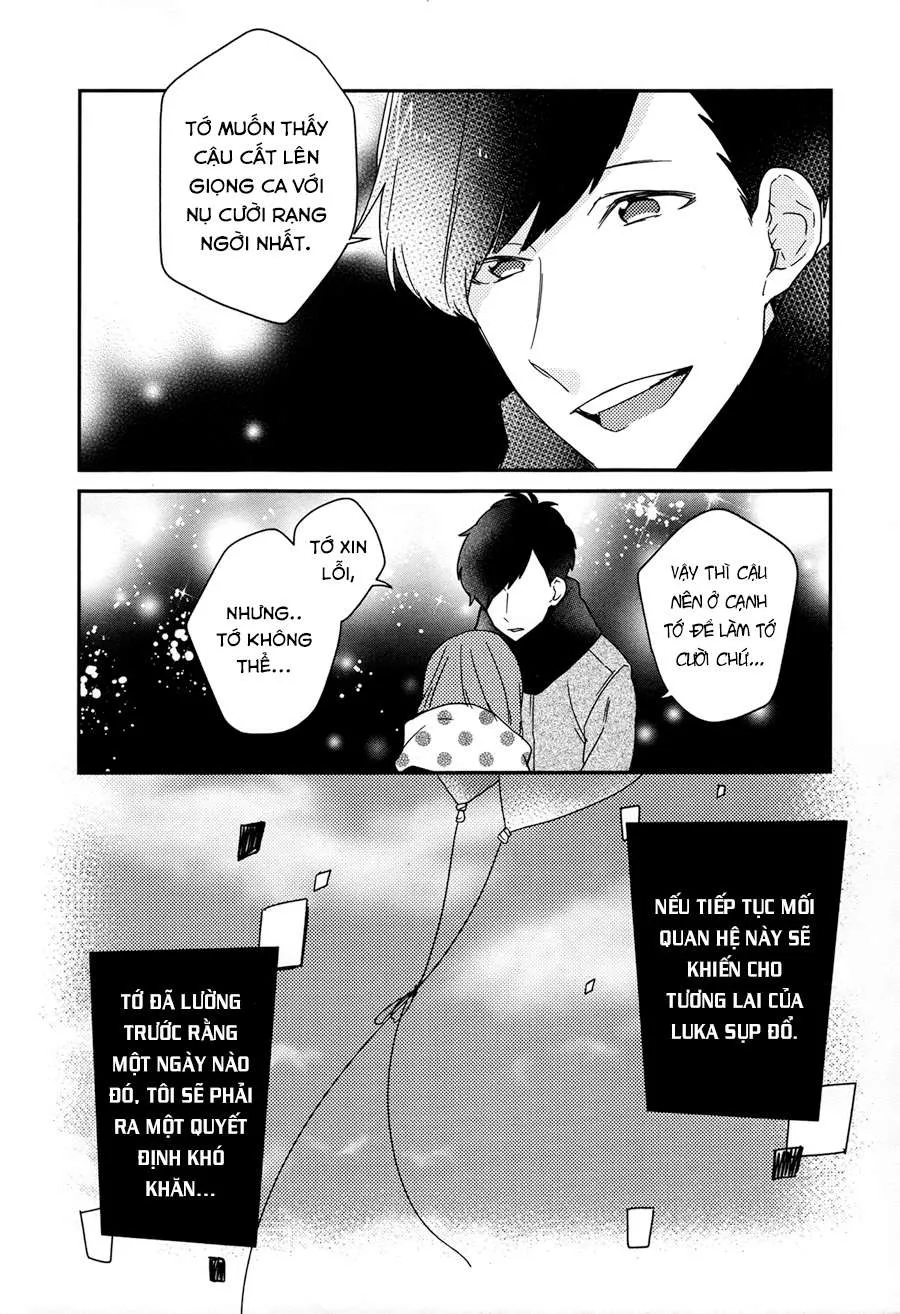 TỚ MUỐN THẤY
CẬU CẤT LÊN
GIỌNG CA VỚI
NỤ CƯỜI RẠNG
NGỜI NHẤT.
VẬY THÌ CẬU
NÊN Ở CẠNH
TỚ ĐỂ LÀM TỚ
CƯỜI CHỨ...
TỚ XIN
LỖI,
NHƯNG..
TỚ KHÔNG
THỂ...
NẾU TIẾP TỤC MỐI
QUAN HỆ NÀY SẼ
KHIẾN CHO
TƯƠNG LAI CỦA
LUKA SỤP ĐỔ.
TỚ ĐÃ LƯỜNG
TRƯỚC RẰNG
MỘT NGÀY NÀO
ĐÓ, TÔI SẼ PHẢI
RA MỘT QUYẾT
ĐỊNH KHÓ
KHĂN...